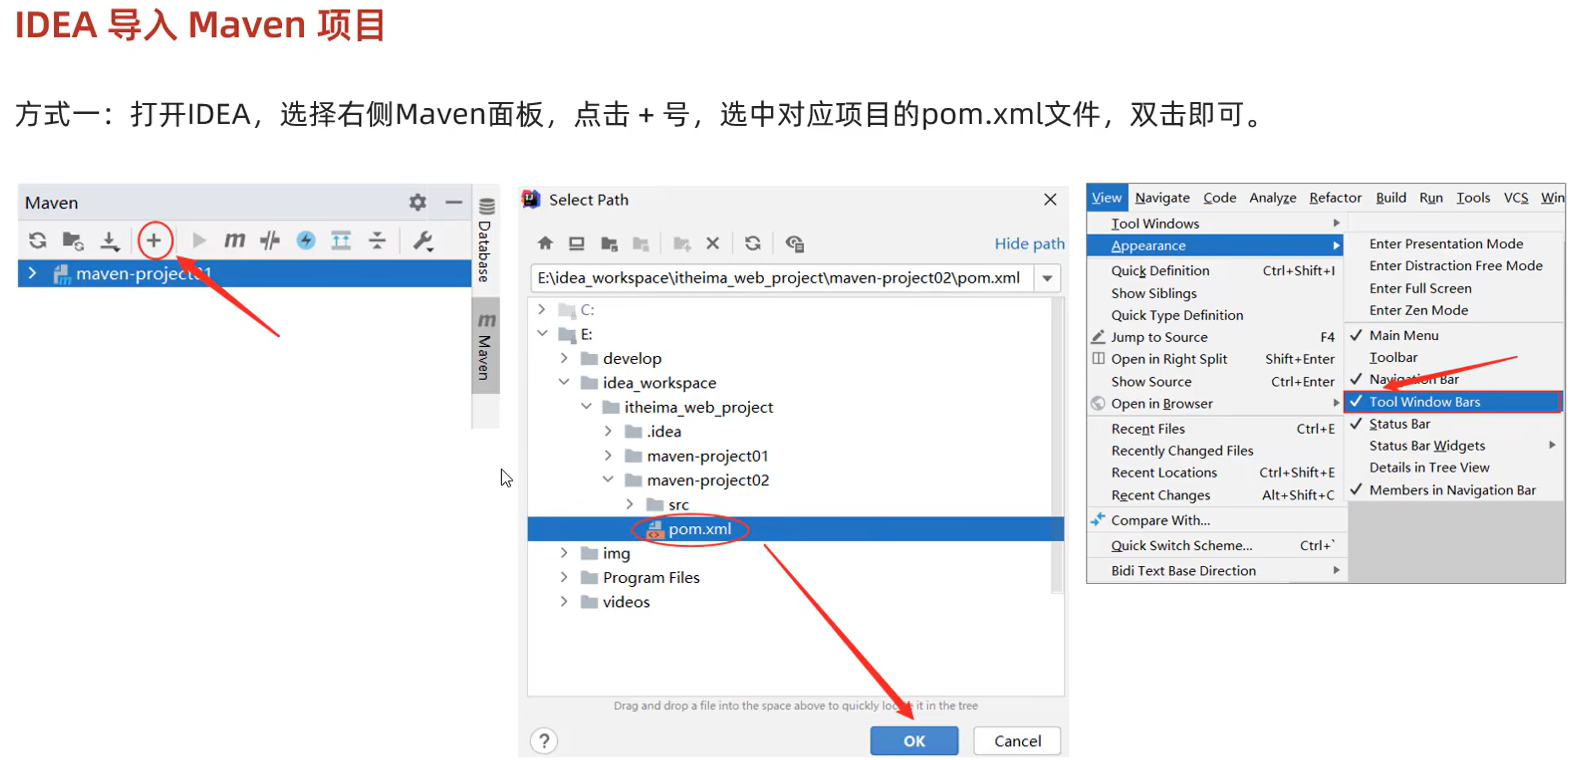 IDEA 导入 Maven 项目
方式一：打开IDEA，选择右侧Maven面板，点击 + 号，选中对应项目的pom.xml文件，双击即可。
Maven
maven-project01
Database
m
Maven
Select Path
Hide path
E:\idea_workspace\itheima_web_project\maven-project02\pom.xml
C:
E:
develop
idea_workspace
itheima_web_project
.idea
maven-project01
maven-project02
src
pom.xml
img
Program Files
videos
Drag and drop a file into the space above to quickly locate it in the tree
?
OK
Cancel
View Navigate Code Analyze Refactor Build Run Tools VCS Win
Tool Windows
Appearance
Quick Definition Ctrl+Shift+I
Show Siblings
Quick Type Definition
Jump to Source F4
Open in Right Split Shift+Enter
Show Source Ctrl+Enter
Open in Browser
Recent Files Ctrl+E
Recently Changed Files
Recent Locations Ctrl+Shift+E
Recent Changes Alt+Shift+C
Compare With...
Quick Switch Scheme... Ctrl+`
Bidi Text Base Direction
Enter Presentation Mode
Enter Distraction Free Mode
Enter Full Screen
Enter Zen Mode
Main Menu
Toolbar
Navigation Bar
Tool Window Bars
Status Bar
Status Bar Widgets
Details in Tree View
Members in Navigation Bar